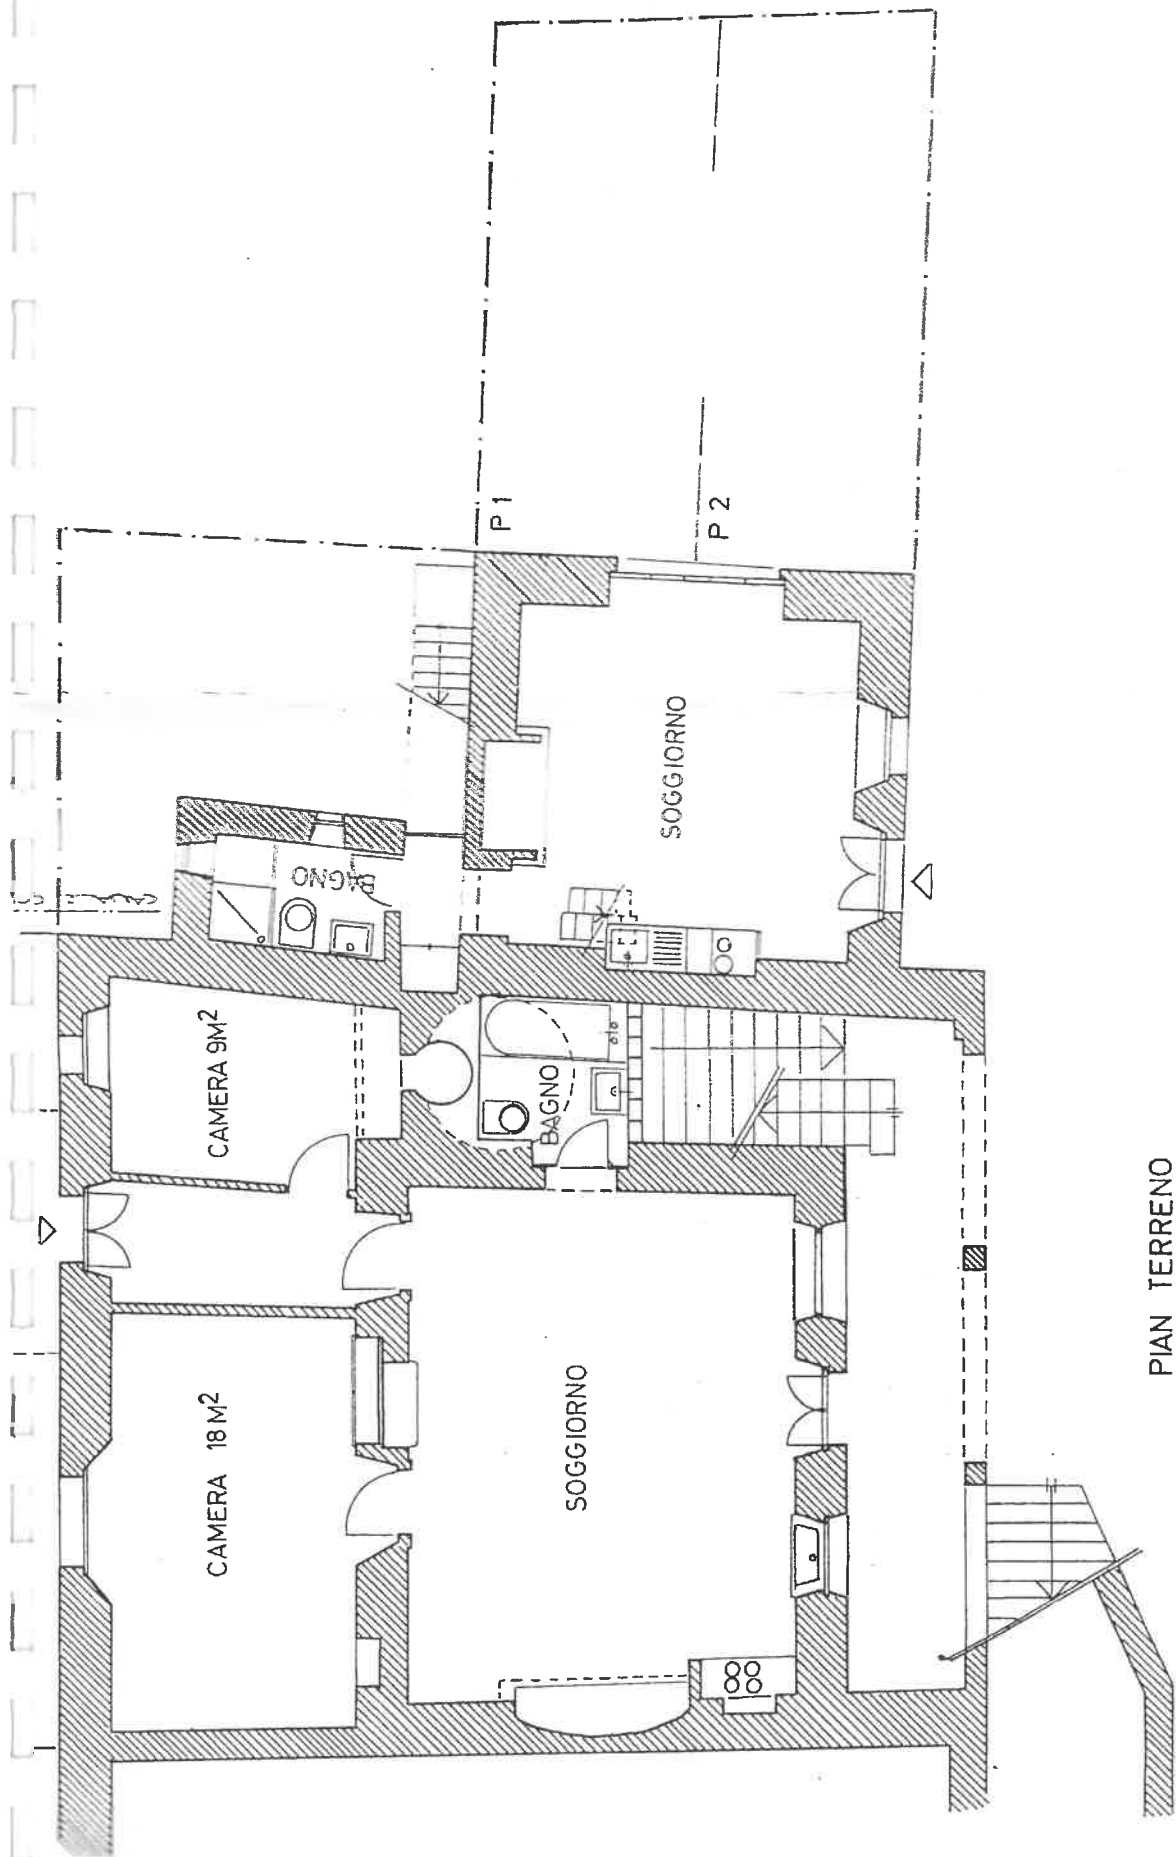 P 1
P 2
SOGGIORNO
BAGNO
CAMERA 9M²
BAGNO
CAMERA 18M²
SOGGIORNO
PIAN TERRENO